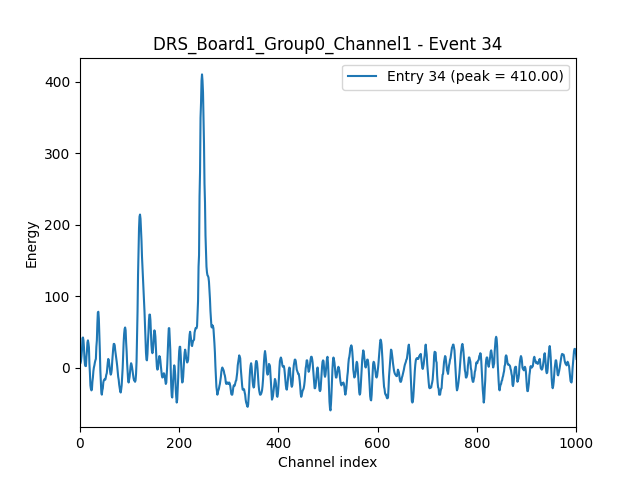 DRS_Board1_Group0_Channel1 - Event 34
Entry 34 (peak = 410.00)
400
300
200
100
0
Energy
0 200 400 600 800 1000
Channel index